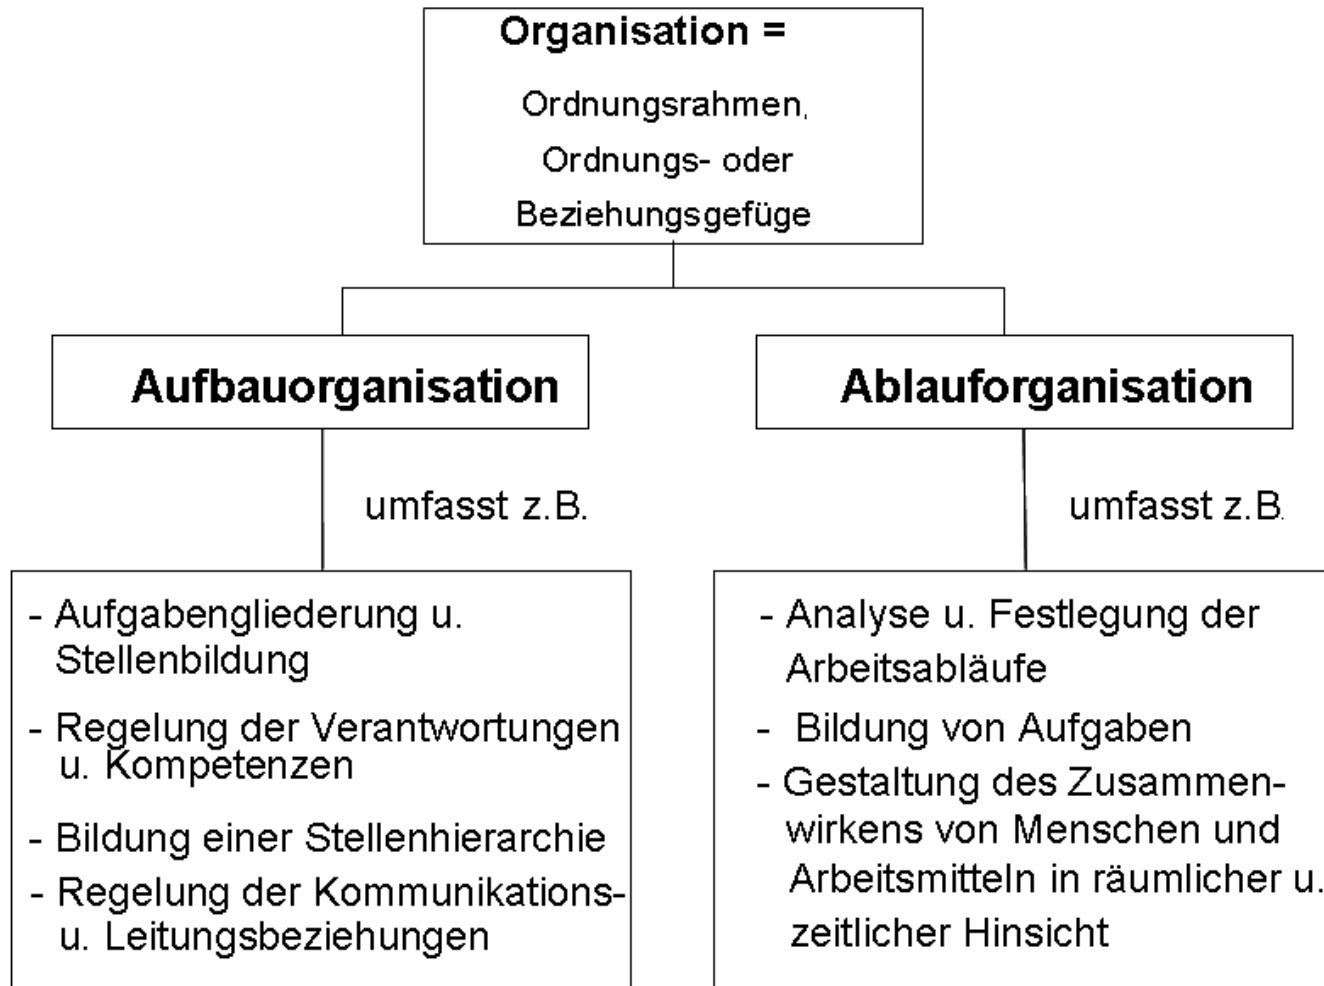 Organisation =
Ordnungsrahmen,
Ordnungs- oder
Beziehungsgefüge
Aufbauorganisation
umfasst z.B.
- Aufgabengliederung u.
Stellenbildung
- Regelung der Verantwortungen
u. Kompetenzen
- Bildung einer Stellenhierarchie
- Regelung der Kommunikations-
u. Leitungsbeziehungen
Ablauforganisation
umfasst z.B.
- Analyse u. Festlegung der
Arbeitsabläufe
- Bildung von Aufgaben
- Gestaltung des Zusammen-
wirkens von Menschen und
Arbeitsmitteln in räumlicher u.
zeitlicher Hinsicht